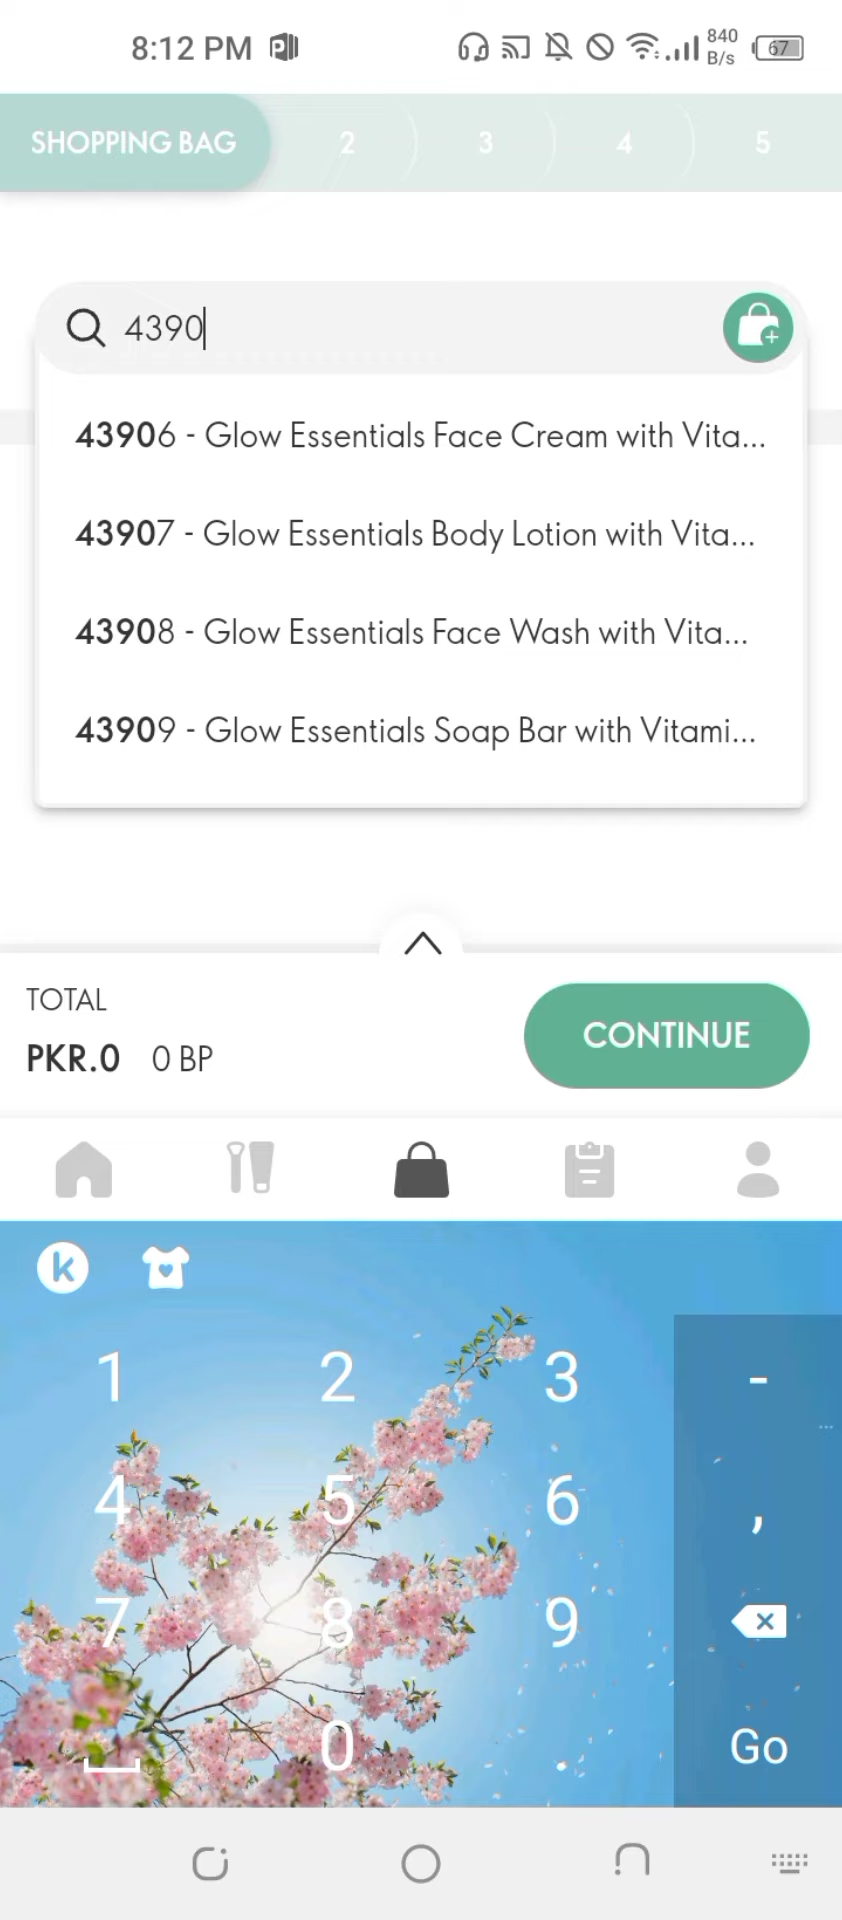 8:12 PM
840
B/s
67
SHOPPING BAG 2 3 4 5
4390
43906 - Glow Essentials Face Cream with Vita...
43907 - Glow Essentials Body Lotion with Vita...
43908 - Glow Essentials Face Wash with Vita...
43909 - Glow Essentials Soap Bar with Vitami...
TOTAL
PKR.0 0 BP
CONTINUE
k
1 2 3 -
4 5 6 ,
7 8 9
0 Go